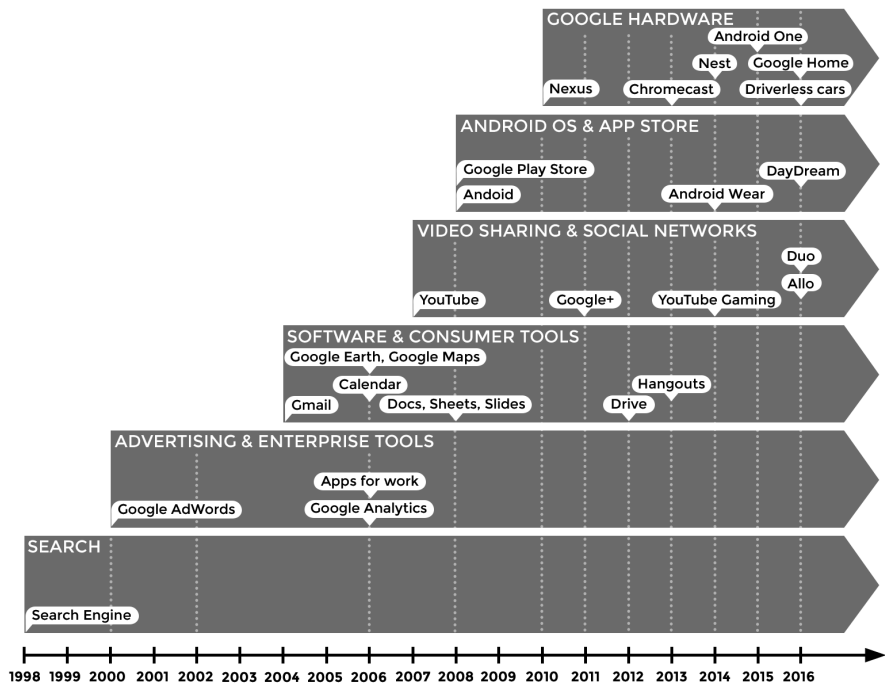 GOOGLE HARDWARE
Android One
Nest
Google Home
Nexus
Chromecast
Driverless cars
ANDROID OS & APP STORE
Google Play Store
DayDream
Andoid
Android Wear
VIDEO SHARING & SOCIAL NETWORKS
Duo
Allo
YouTube
Google+
YouTube Gaming
SOFTWARE & CONSUMER TOOLS
Google Earth, Google Maps
Calendar
Hangouts
Gmail
Docs, Sheets, Slides
Drive
ADVERTISING & ENTERPRISE TOOLS
Apps for work
Google AdWords
Google Analytics
SEARCH
Search Engine
1998 1999 2000 2001 2002 2003 2004 2005 2006 2007 2008 2009 2010 2011 2012 2013 2014 2015 2016